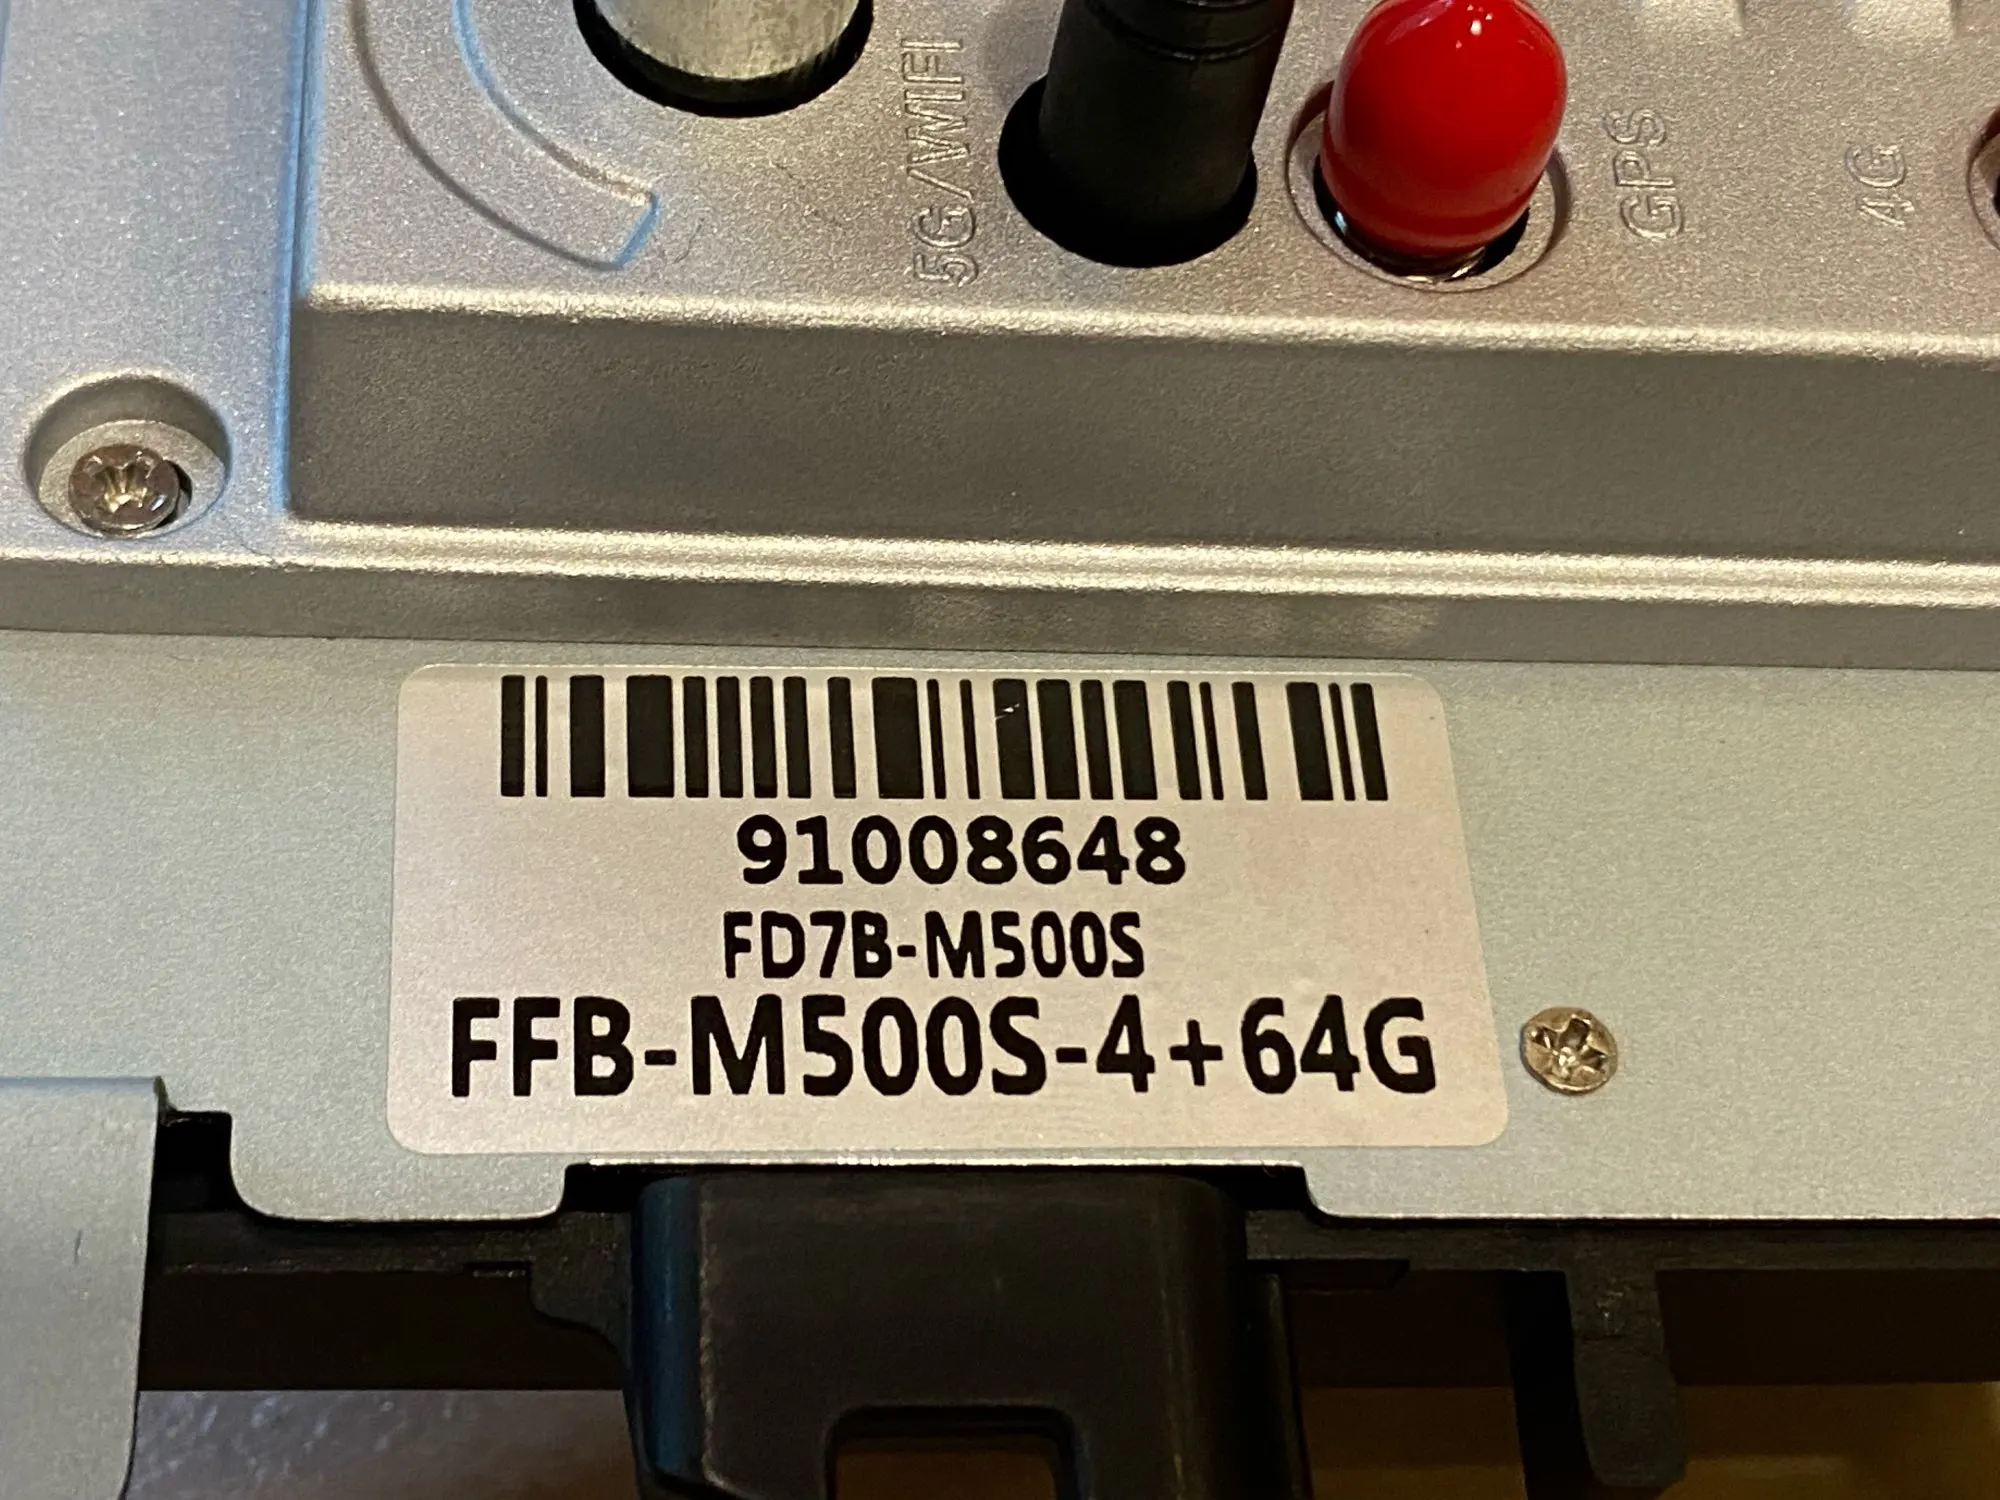 5G/WIFI
GPS
4G
91008648
FD7B-M500S
FFB-M500S-4+64G